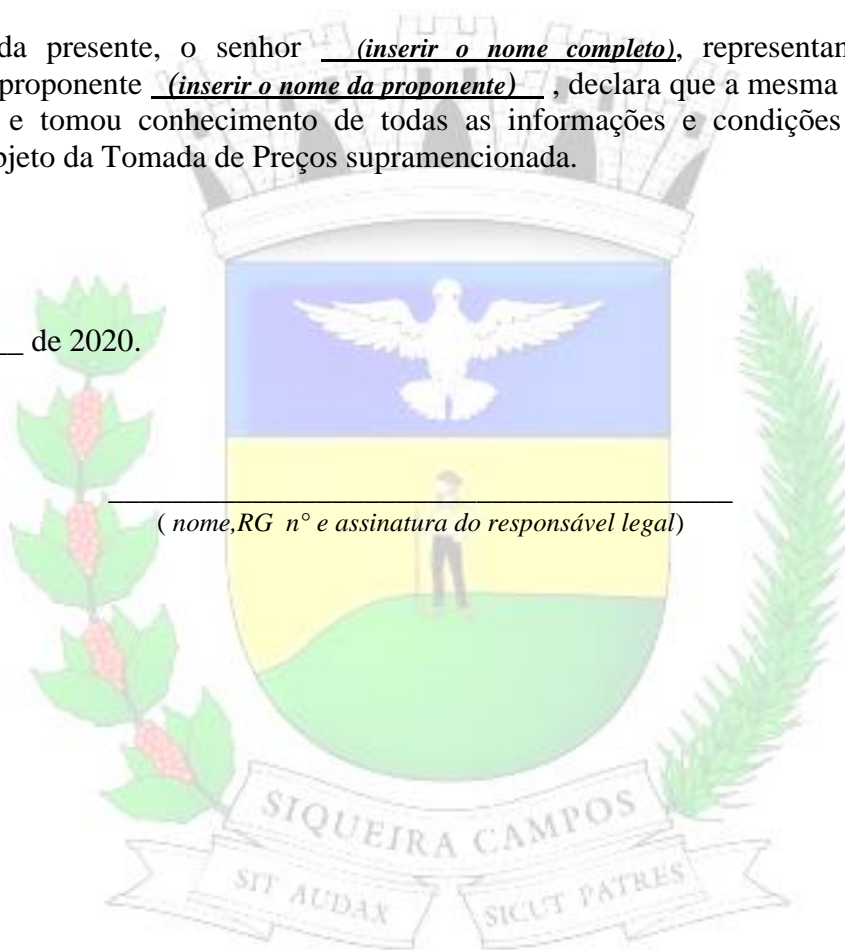 da presente, o senhor (inserir o nome completo), representan
proponente (inserir o nome da proponente) , declara que a mesma
e tomou conhecimento de todas as informações e condições
jeto da Tomada de Preços supramencionada.
__ de 2020.
( nome,RG n° e assinatura do responsável legal)
SIQUEIRA CAMPOS
SIT AUDAX SICUT PATRES